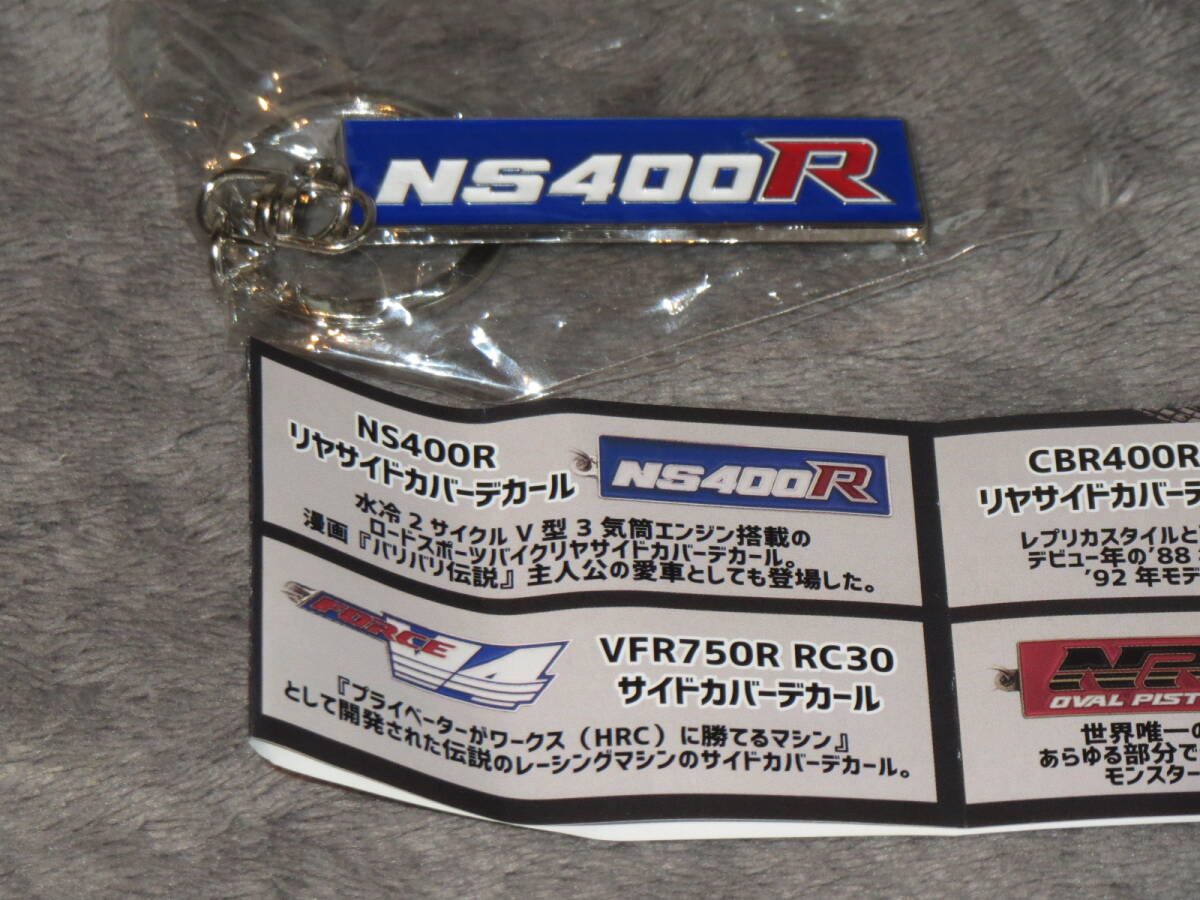 NS400R
NS400R
リヤサイドカバーデカール
NS400R
水冷2サイクルV型3気筒エンジン搭載の
ロードスポーツバイクリヤサイドカバーデカール。
漫画『バリバリ伝説』主人公の愛車としても登場した。
CBR400R
リヤサイドカバーデ
レプリカスタイルと
デビュー年の'88
'92年モデ
FORCE V4
VFR750R RC30
サイドカバーデカール
『プライベーターがワークス（HRC）に勝てるマシン』
として開発された伝説のレーシングマシンのサイドカバーデカール。
NR
OVAL PIST
世界唯一の
あらゆる部分で
モンスター